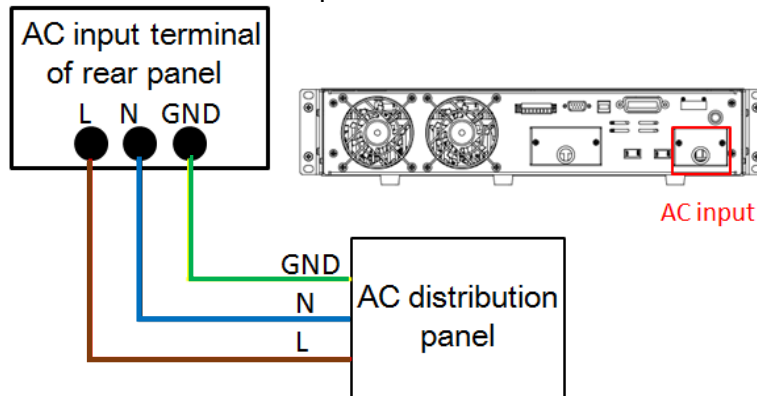 AC input terminal
of rear panel
L N GND
AC input
GND
N
L
AC distribution
panel